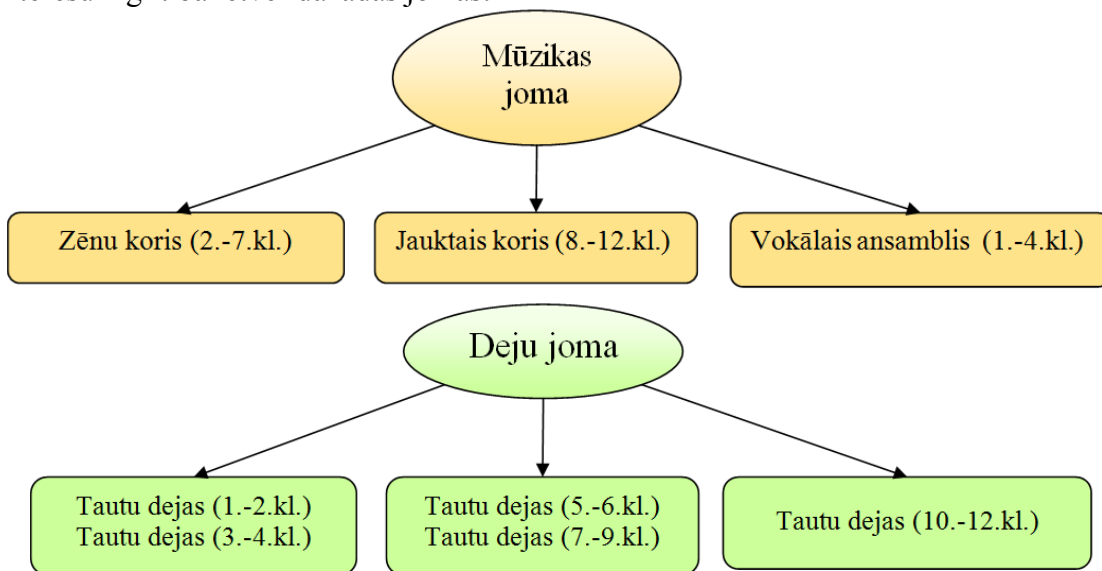 Mūzikas
joma
Zēnu koris (2.-7.kl.)
Jauktais koris (8.-12.kl.)
Vokālais ansamblis (1.-4.kl.)
Deju joma
Tautu dejas (1.-2.kl.)
Tautu dejas (3.-4.kl.)
Tautu dejas (5.-6.kl.)
Tautu dejas (7.-9.kl.)
Tautu dejas (10.-12.kl.)